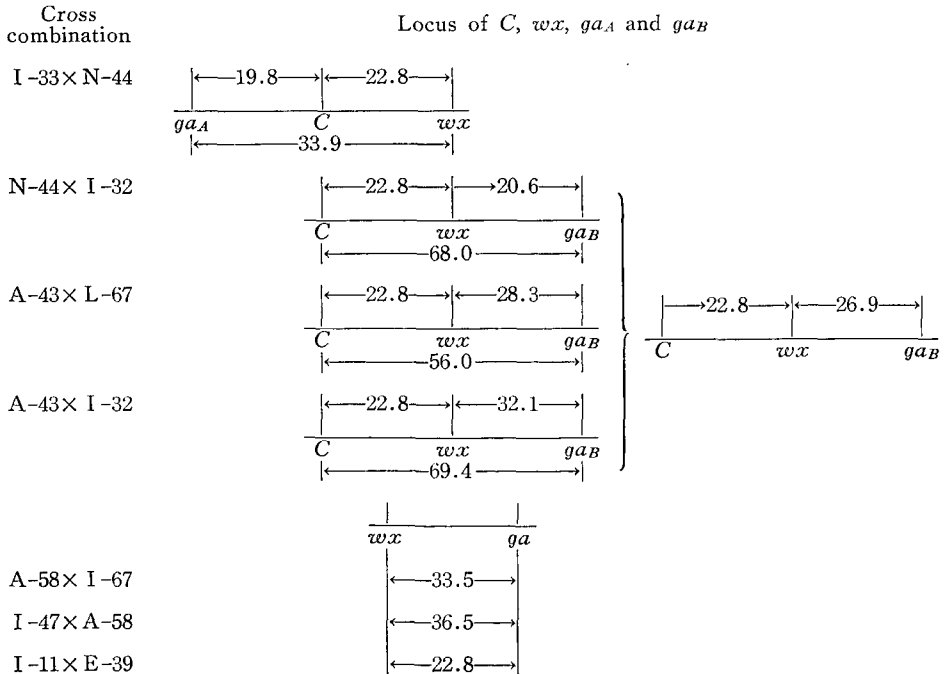 Cross
combination
Locus of C, wx, gaA and gaB
I-33× N-44
19.8 22.8
gaA C wx
33.9
N-44× I-32
22.8 20.6
C wx gaB
68.0
A-43× L-67
22.8 28.3
C wx gaB
56.0
22.8 26.9
C wx gaB
A-43× I-32
22.8 32.1
C wx gaB
69.4
wx ga
A-58× I-67
33.5
I-47× A-58
36.5
I-11× E-39
22.8